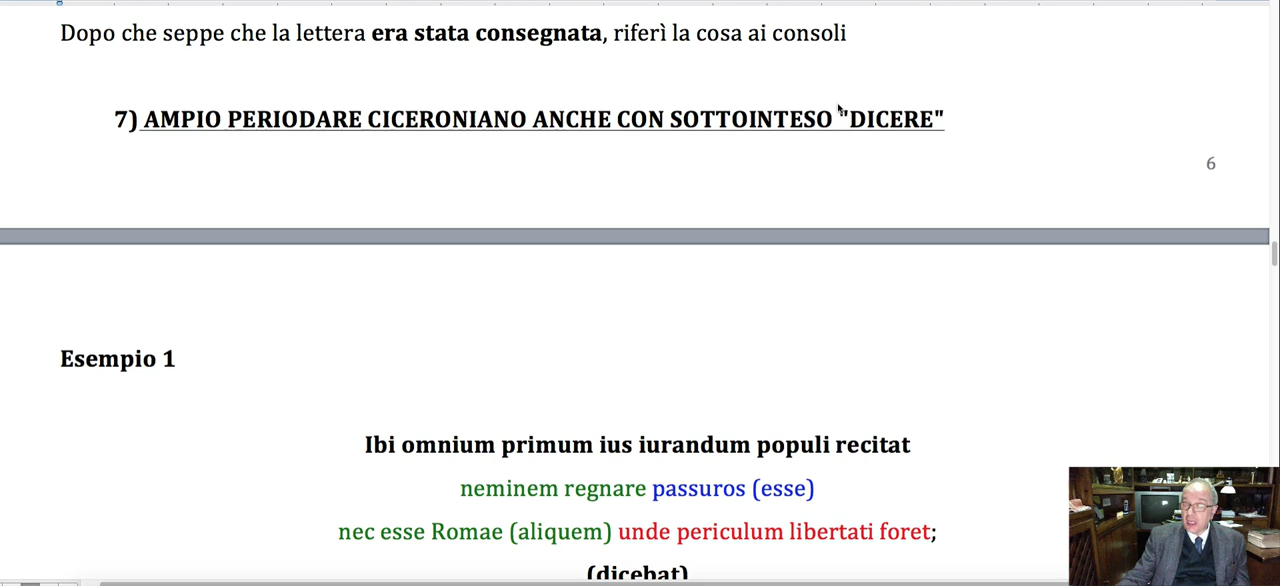 Dopo che seppe che la lettera era stata consegnata, riferì la cosa ai consoli
7) AMPIO PERIODARE CICERONIANO ANCHE CON SOTTOINTESO "DICERE"
6
Esempio 1
Ibi omnium primum ius iurandum populi recitat
neminem regnare passuros (esse)
nec esse Romae (aliquem) unde periculum libertati foret;
(dicebat)